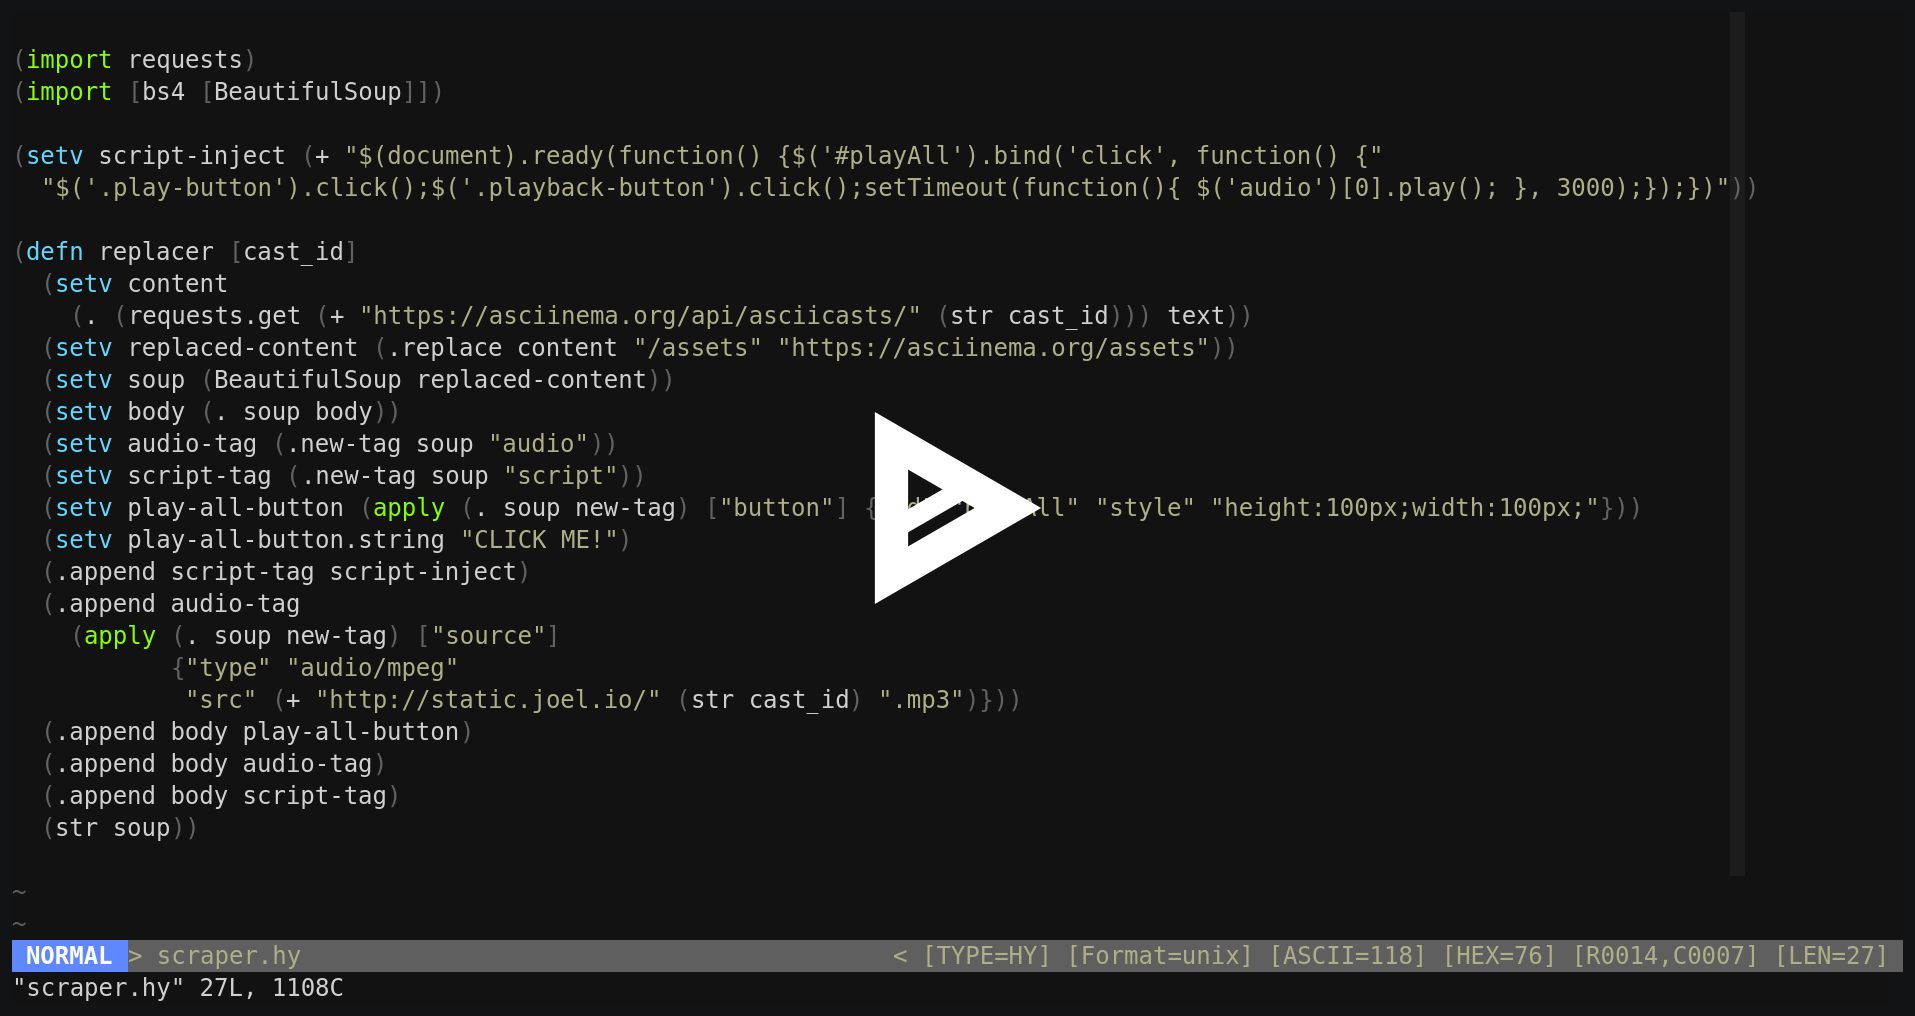 (import requests)
(import [bs4 [BeautifulSoup]])
(setv script-inject (+ "$(document).ready(function() {$('#playAll').bind('click', function() {"
"$('.play-button').click();$('.playback-button').click();setTimeout(function(){ $('audio')[0].play(); }, 3000);});})"))
(defn replacer [cast_id]
(setv content
(. (requests.get (+ "https://asciinema.org/api/asciicasts/" (str cast_id))) text))
(setv replaced-content (.replace content "/assets" "https://asciinema.org/assets"))
(setv soup (BeautifulSoup replaced-content))
(setv body (. soup body))
(setv audio-tag (.new-tag soup "audio"))
(setv script-tag (.new-tag soup "script"))
(setv play-all-button (apply (. soup new-tag) ["button"] { "style" "height:100px;width:100px;"}))
(setv play-all-button.string "CLICK ME!")
(.append script-tag script-inject)
(.append audio-tag
(apply (. soup new-tag) ["source"]
{"type" "audio/mpeg"
"src" (+ "http://static.joel.io/" (str cast_id) ".mp3")}))
(.append body play-all-button)
(.append body audio-tag)
(.append body script-tag)
(str soup))
~
~
NORMAL > scraper.hy < [TYPE=HY] [Format=unix] [ASCII=118] [HEX=76] [R0014,C0007] [LEN=27]
"scraper.hy" 27L, 1108C